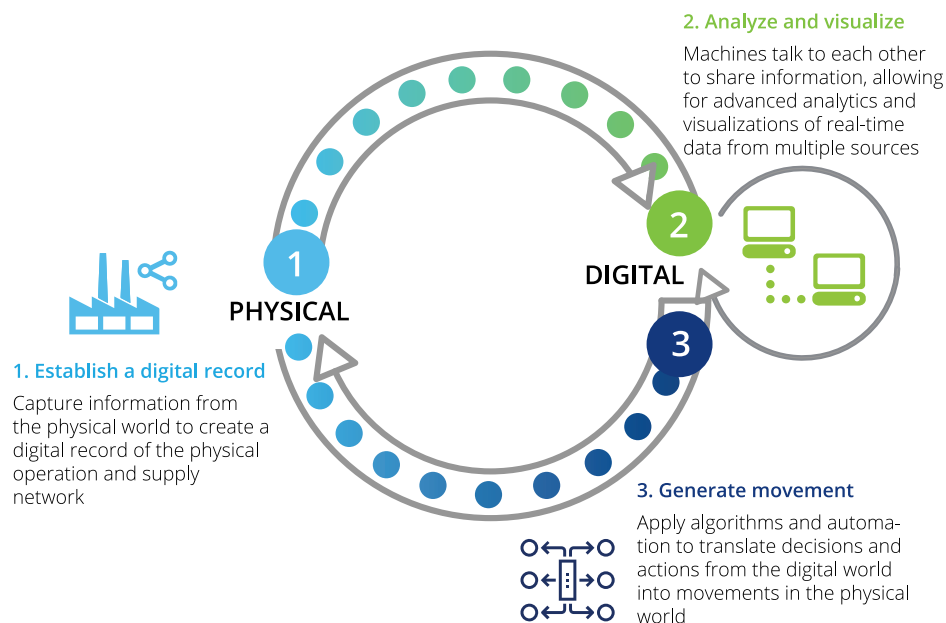 2. Analyze and visualize
Machines talk to each other
to share information, allowing
for advanced analytics and
visualizations of real-time
data from multiple sources
1
2
DIGITAL
PHYSICAL
3
1. Establish a digital record
Capture information from
the physical world to create a
digital record of the physical
operation and supply
network
3. Generate movement
Apply algorithms and automa-
tion to translate decisions and
actions from the digital world
into movements in the physical
world